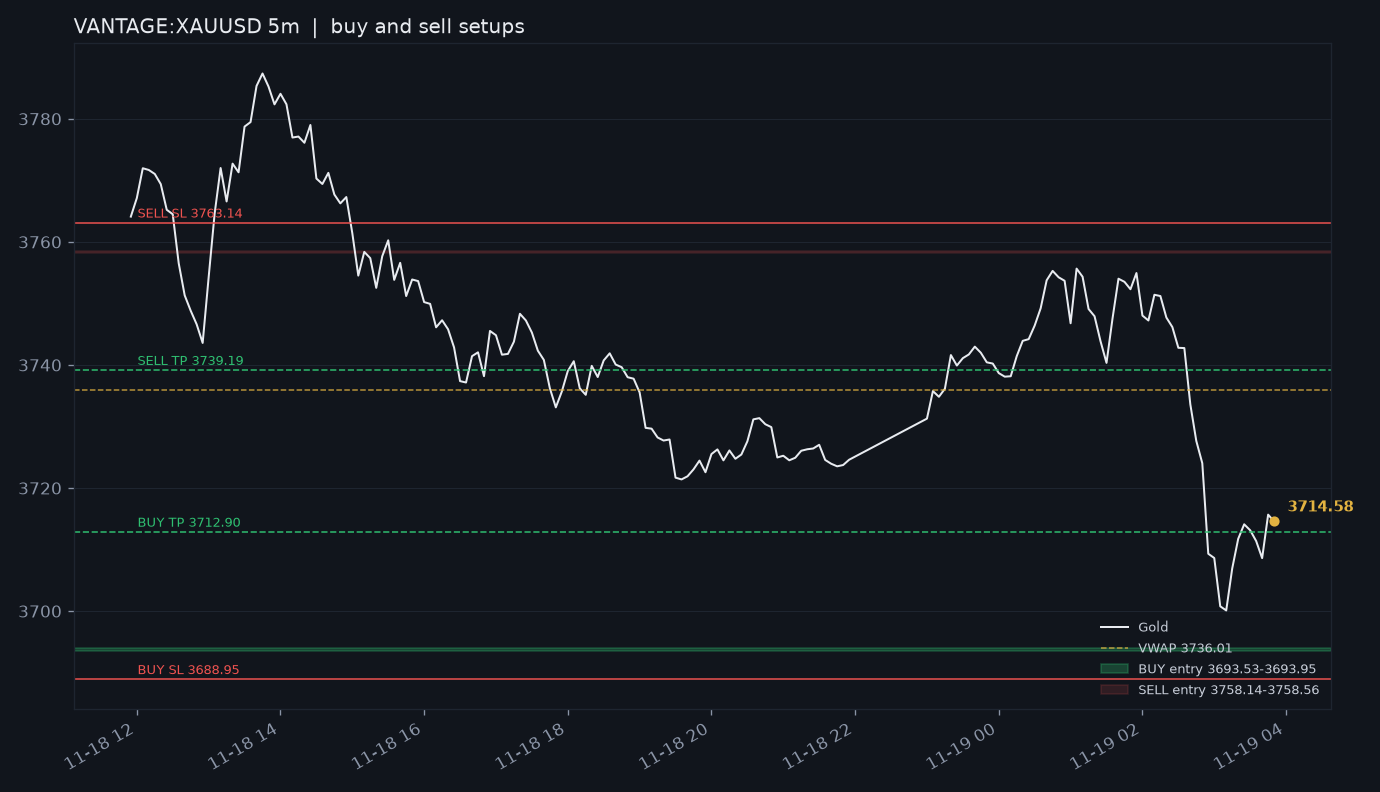 VANTAGE:XAUUSD 5m | buy and sell setups
3780
3760
3740
3720
3700
SELL SL 3763.14
SELL TP 3739.19
BUY TP 3712.90
BUY SL 3688.95
3714.58
Gold
VWAP 3736.01
BUY entry 3693.53-3693.95
SELL entry 3758.14-3758.56
11-18 12
11-18 14
11-18 16
11-18 18
11-18 20
11-18 22
11-19 00
11-19 02
11-19 04